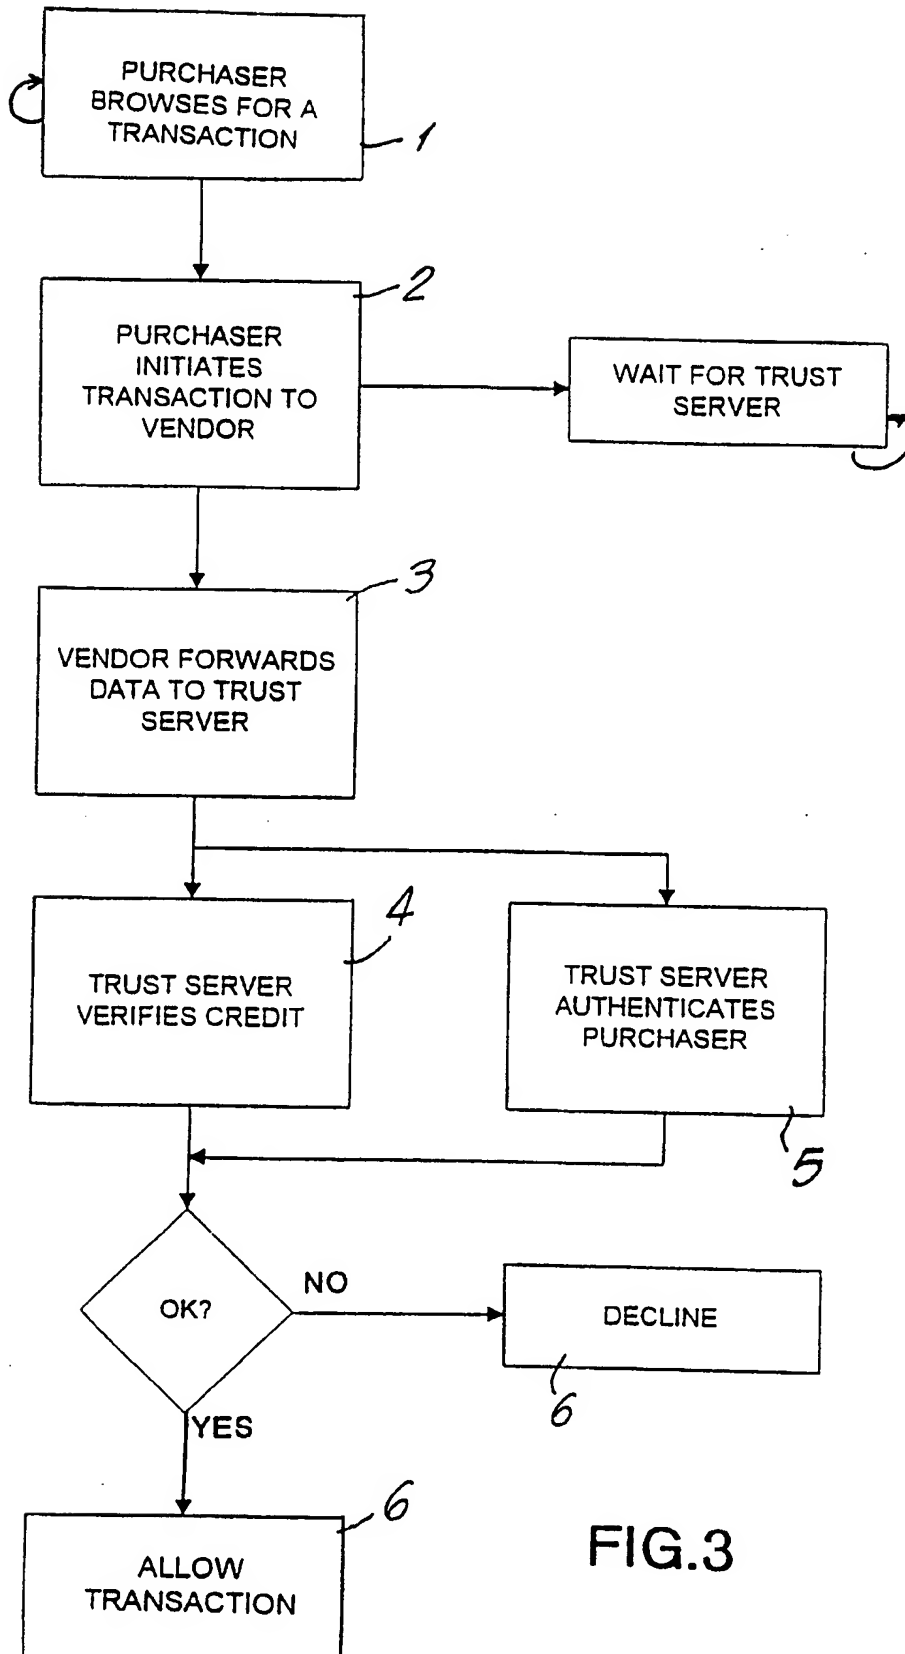 PURCHASER
BROWSES FOR A
TRANSACTION
1
2
PURCHASER
INITIATES
TRANSACTION TO
VENDOR
WAIT FOR TRUST
SERVER
3
VENDOR FORWARDS
DATA TO TRUST
SERVER
4
TRUST SERVER
VERIFIES CREDIT
TRUST SERVER
AUTHENTICATES
PURCHASER
5
OK?
NO
DECLINE
6
YES
6
ALLOW
TRANSACTION
FIG.3